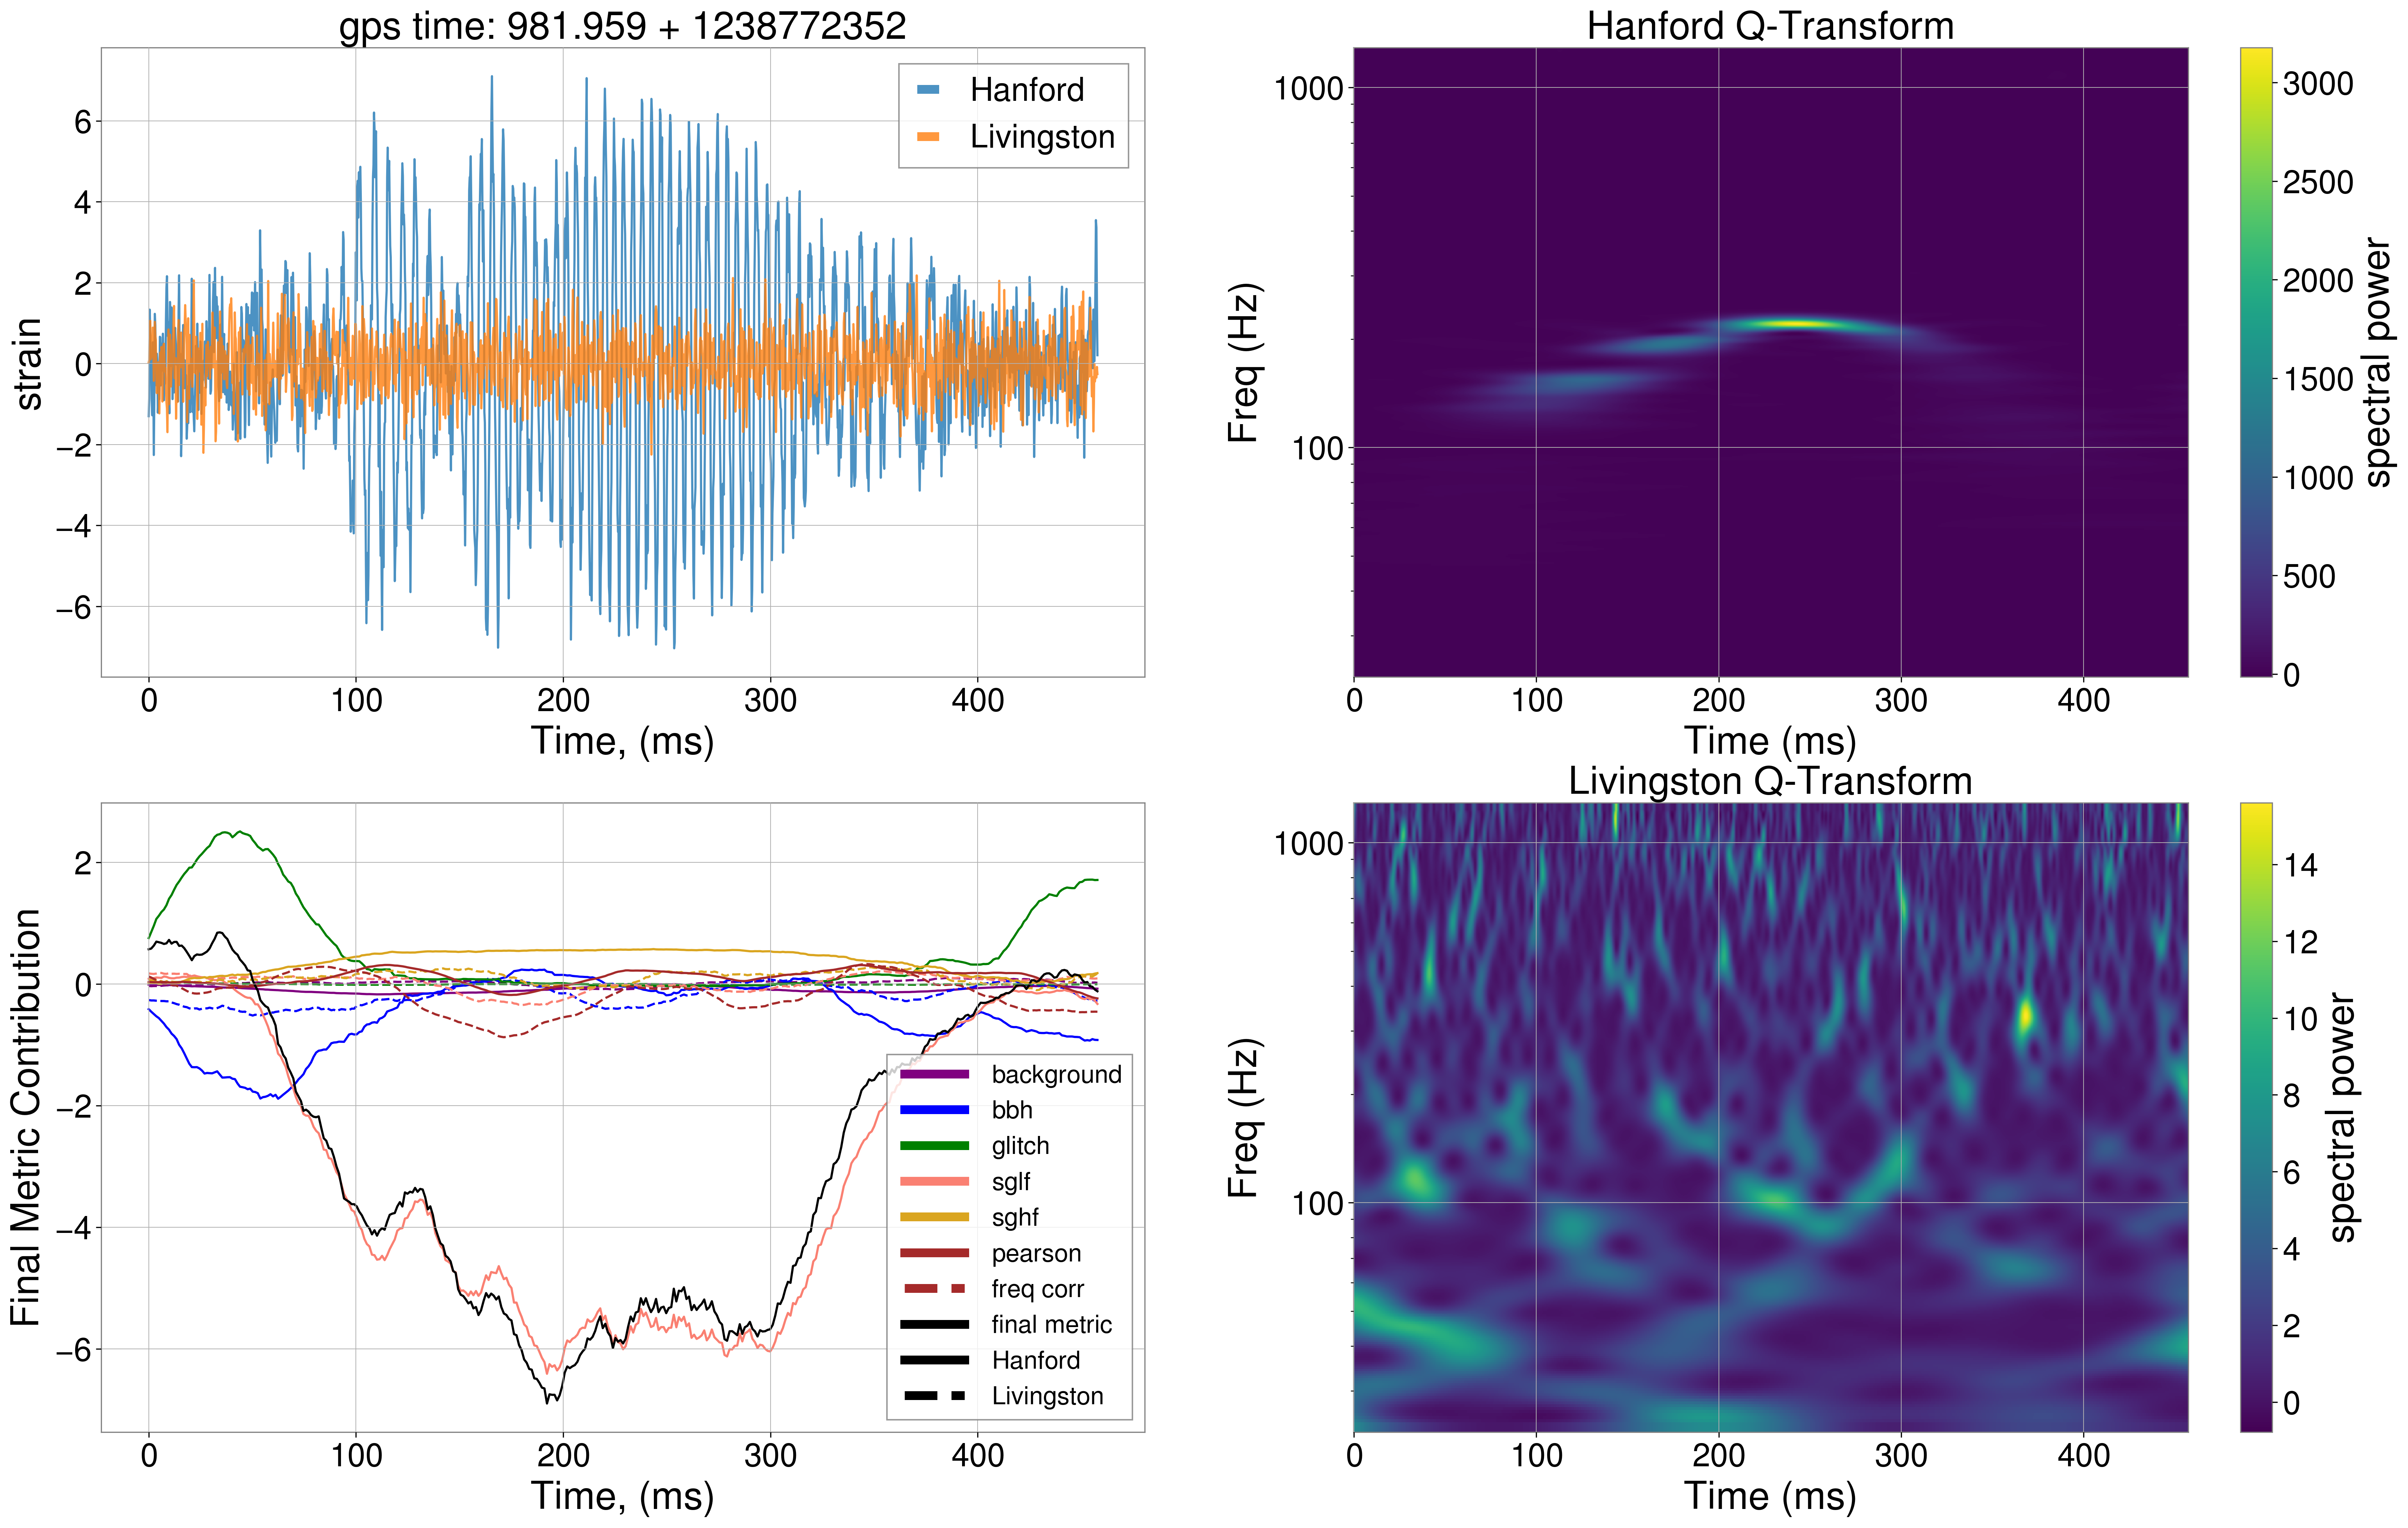 gps time: 981.959 + 1238772352
6
4
2
0
−2
−4
−6
strain
Hanford
Livingston
0 100 200 300 400
Time, (ms)
Hanford Q-Transform
1000
100
Freq (Hz)
0 100 200 300 400
Time (ms)
3000
2500
2000
1500
1000
500
0
spectral power
2
0
−2
−4
−6
Final Metric Contribution
background
bbh
glitch
sglf
sghf
pearson
freq corr
final metric
Hanford
Livingston
0 100 200 300 400
Time, (ms)
Livingston Q-Transform
1000
100
Freq (Hz)
0 100 200 300 400
Time (ms)
14
12
10
8
6
4
2
0
spectral power